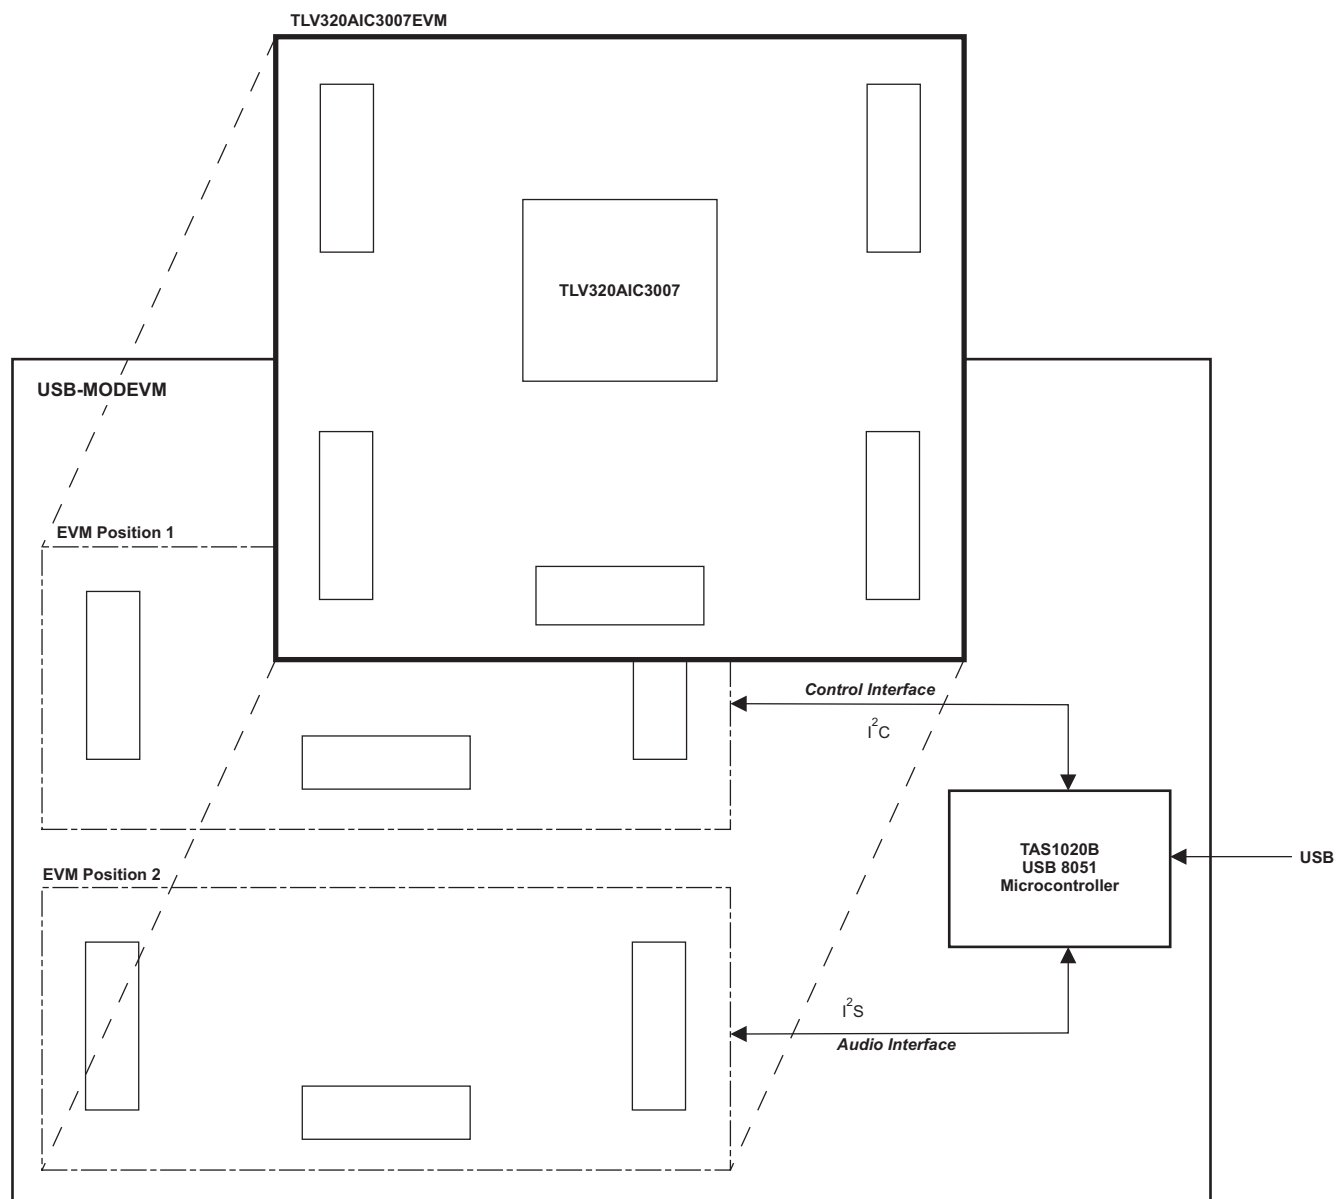 TLV320AIC3007EVM
TLV320AIC3007
USB-MODEVM
EVM Position 1
Control Interface
I²C
TAS1020B
USB 8051
Microcontroller
USB
EVM Position 2
I²S
Audio Interface